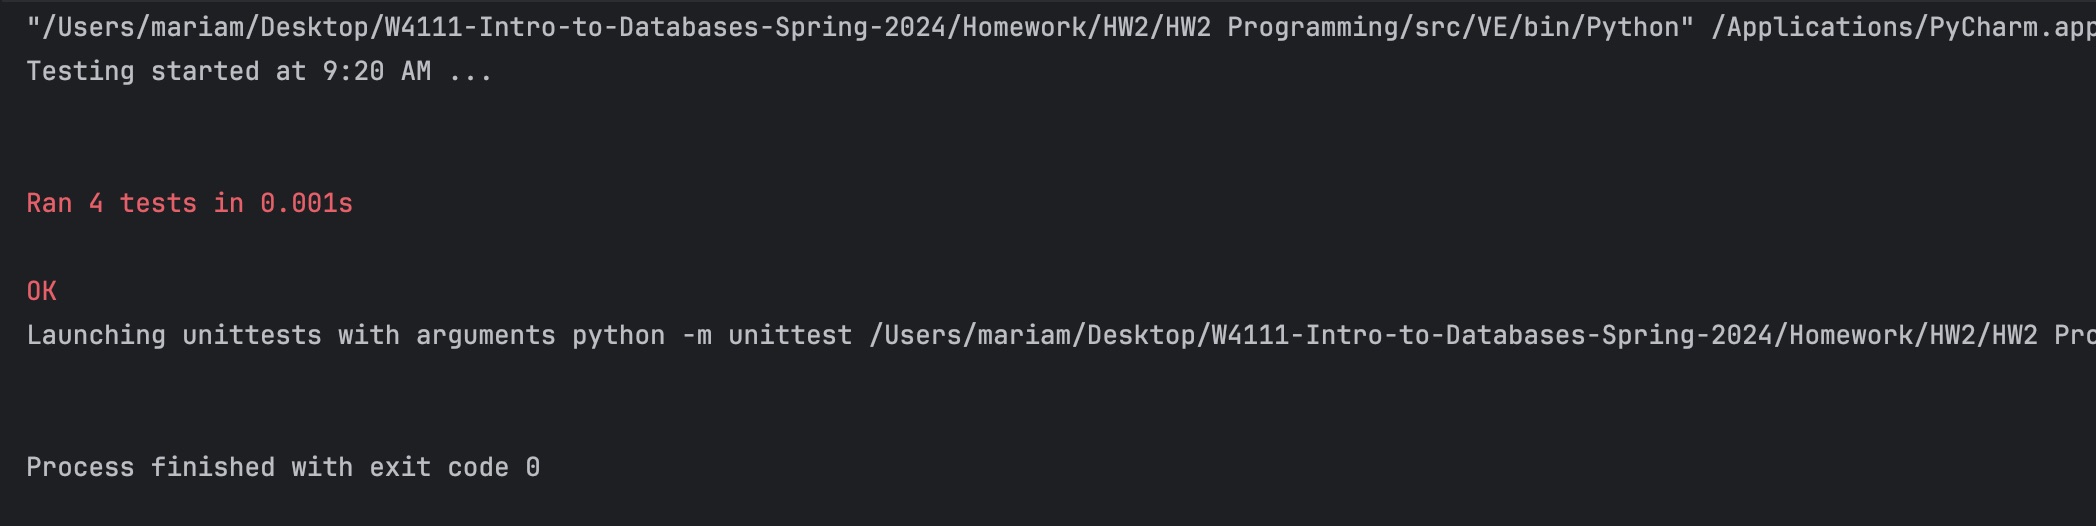 "/Users/mariam/Desktop/W4111-Intro-to-Databases-Spring-2024/Homework/HW2/HW2 Programming/src/VE/bin/Python" /Applications/PyCharm.app
Testing started at 9:20 AM ...
Ran 4 tests in 0.001s
OK
Launching unittests with arguments python -m unittest /Users/mariam/Desktop/W4111-Intro-to-Databases-Spring-2024/Homework/HW2/HW2 Pro
Process finished with exit code 0